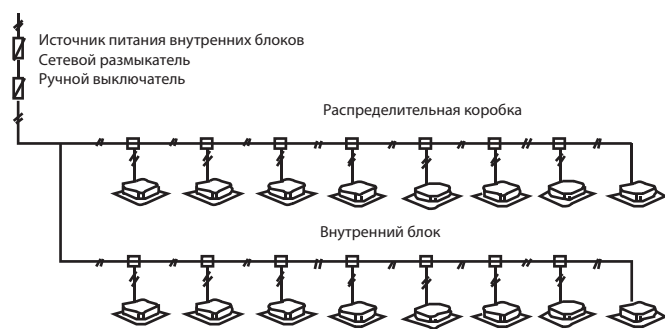 Источник питания внутренних блоков
Сетевой размыкатель
Ручной выключатель
Распределительная коробка
Внутренний блок